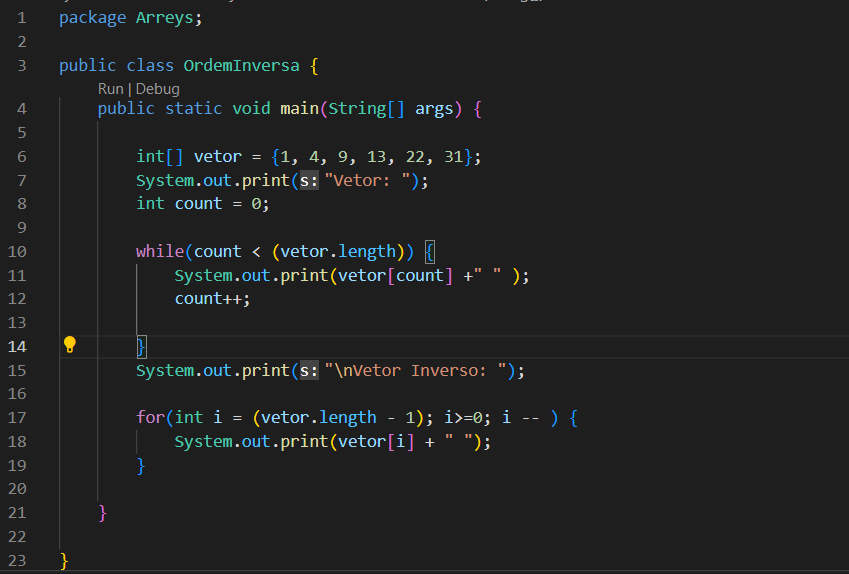 1 package Arreys;
2
3 public class OrdemInversa {
Run | Debug
4 public static void main(String[] args) {
5
6 int[] vetor = {1, 4, 9, 13, 22, 31};
7 System.out.print(s: "Vetor: ");
8 int count = 0;
9
10 while(count < (vetor.length)) {
11 System.out.print(vetor[count] +" " );
12 count++;
13
14 }
15 System.out.print(s: "\nVetor Inverso: ");
16
17 for(int i = (vetor.length - 1); i>=0; i -- ) {
18 System.out.print(vetor[i] + " ");
19 }
20
21 }
22
23 }